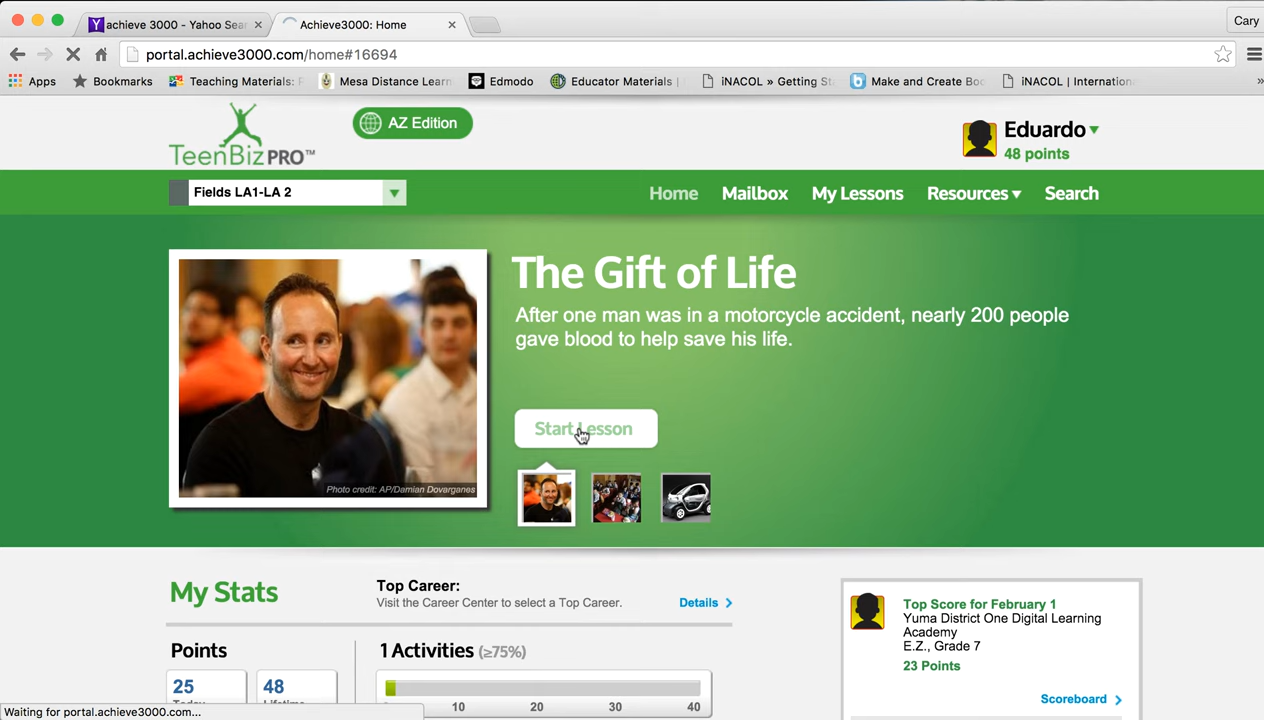 achieve 3000 - Yahoo Sear
Achieve3000: Home
Cary
portal.achieve3000.com/home#16694
Apps
Bookmarks
Teaching Materials:
Mesa Distance Learn
Edmodo
Educator Materials
iNACOL » Getting St
Make and Create Boo
iNACOL | Internation
»
TeenBiz PRO™
AZ Edition
Eduardo
48 points
Fields LA1-LA 2
Home
Mailbox
My Lessons
Resources
Search
The Gift of Life
After one man was in a motorcycle accident, nearly 200 people
gave blood to help save his life.
Start Lesson
Photo credit: AP/Damian Dovarganes
My Stats
Top Career:
Visit the Career Center to select a Top Career.
Details
Points
25
Today
48
Lifetime
1 Activities (≥75%)
10
20
30
40
Top Score for February 1
Yuma District One Digital Learning
Academy
E.Z., Grade 7
23 Points
Scoreboard
Waiting for portal.achieve3000.com...